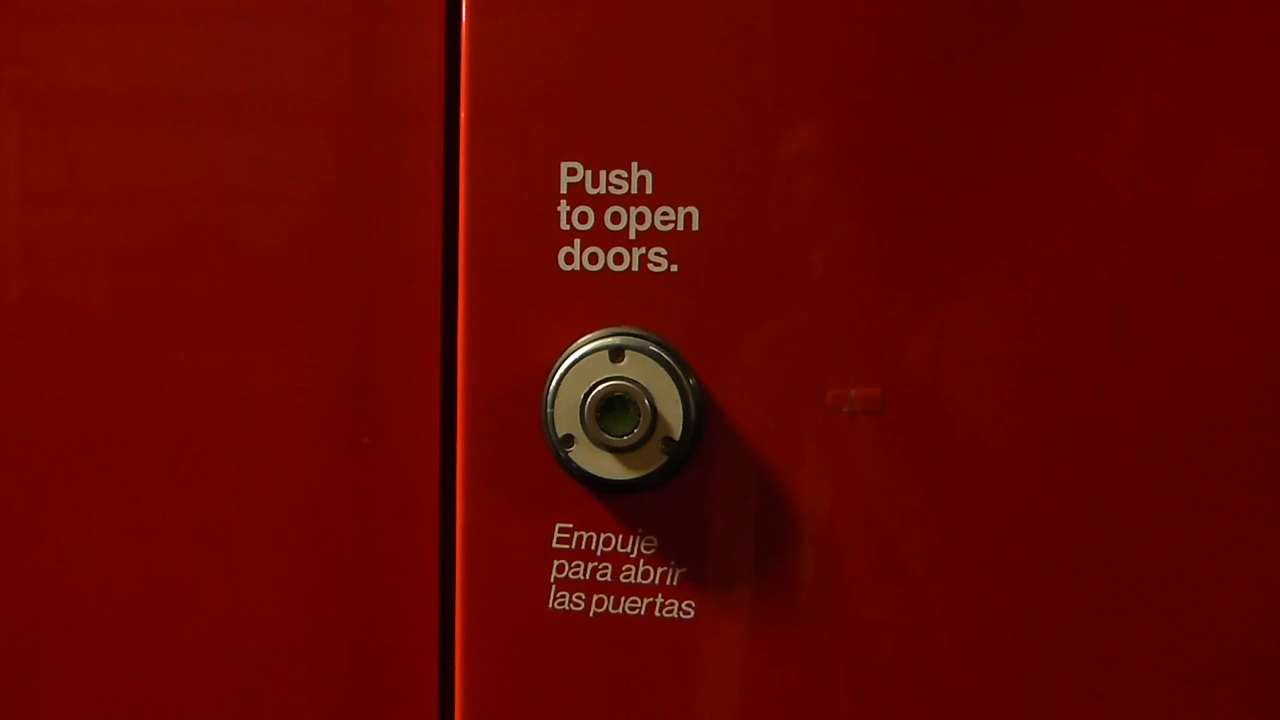 Push
to open
doors.
Empuje
para abrir
las puertas